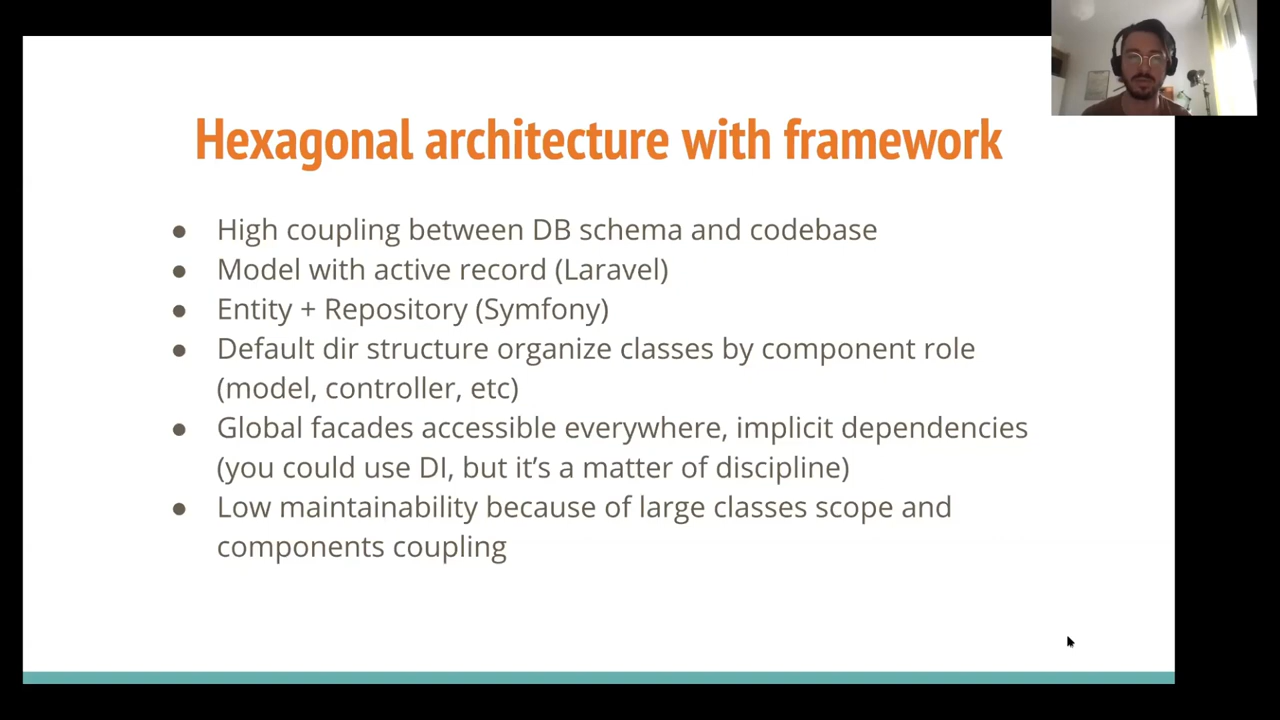 Hexagonal architecture with framework
● High coupling between DB schema and codebase
● Model with active record (Laravel)
● Entity + Repository (Symfony)
● Default dir structure organize classes by component role
(model, controller, etc)
● Global facades accessible everywhere, implicit dependencies
(you could use DI, but it's a matter of discipline)
● Low maintainability because of large classes scope and
components coupling